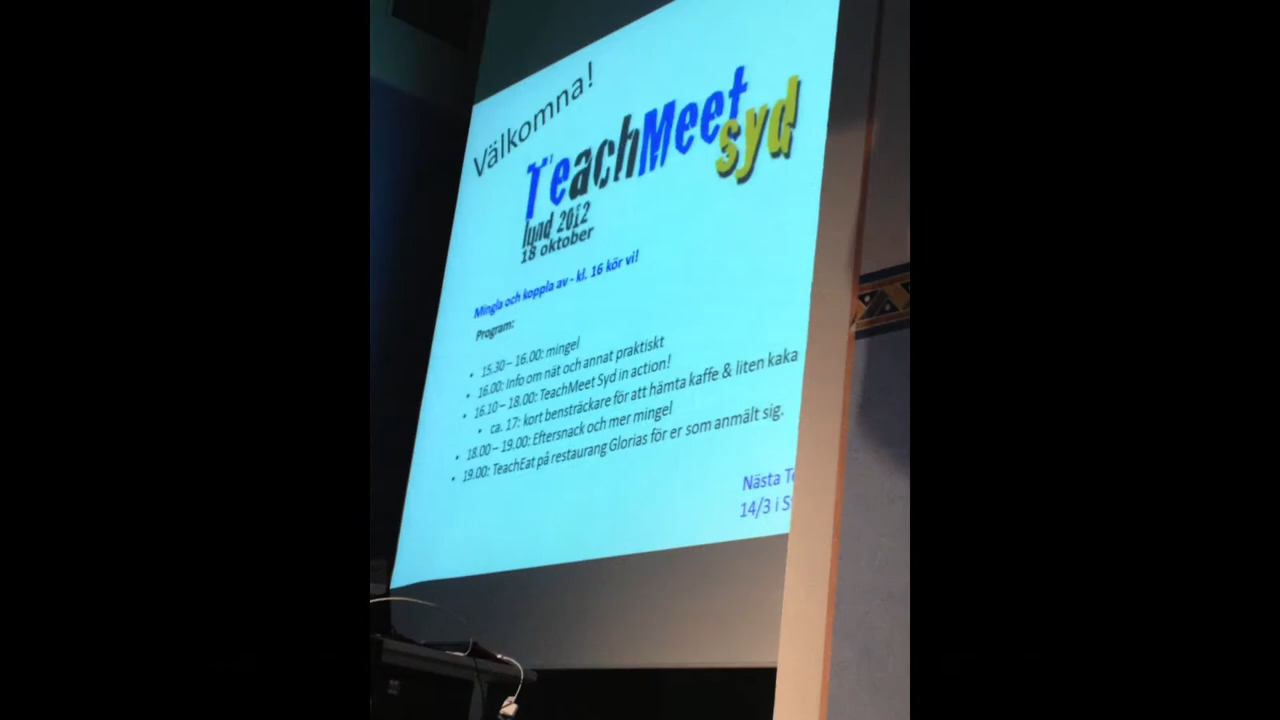 Välkomna!
TeachMeet
syd
lund 2012
18 oktober
Mingla och koppla av - kl. 16 kör vi!
Program:
• 15.30 – 16.00: mingel
• 16.00: Info om nät och annat praktiskt
• 16.10 – 18.00: TeachMeet Syd in action!
• ca. 17: kort bensträckare för att hämta kaffe & liten kaka
• 18.00 – 19.00: Eftersnack och mer mingel
• 19.00: TeachEat på restaurang Glorias för er som anmält sig.
Nästa
14/3 i